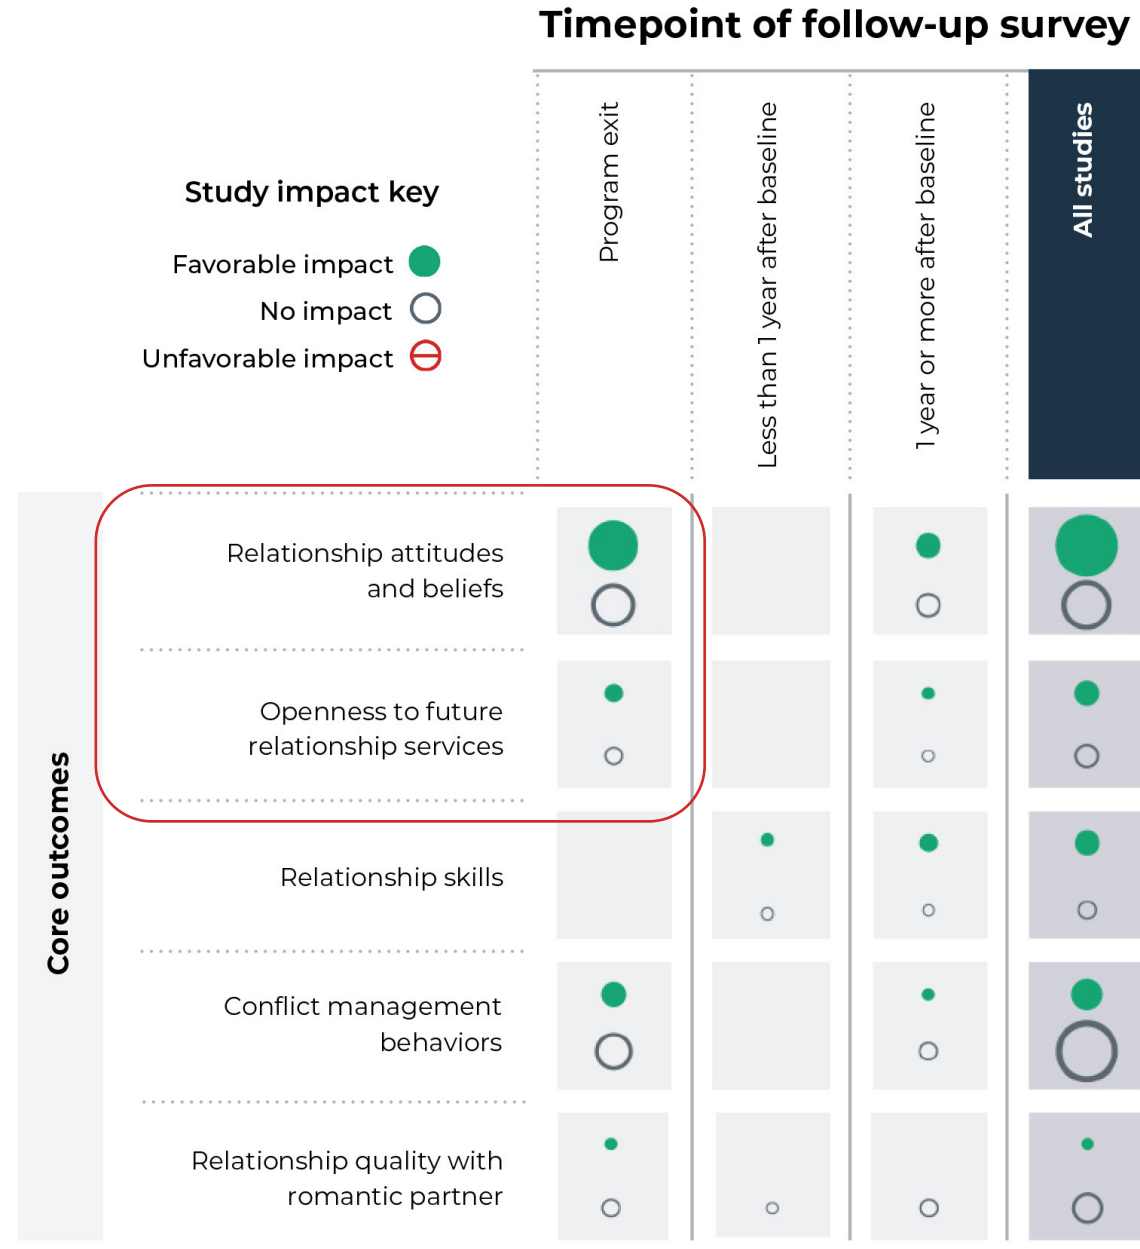 Timepoint of follow-up survey
Program exit
Less than 1 year after baseline
1 year or more after baseline
All studies
Study impact key
Favorable impact
No impact
Unfavorable impact
Core outcomes
Relationship attitudes
and beliefs
Openness to future
relationship services
Relationship skills
Conflict management
behaviors
Relationship quality with
romantic partner